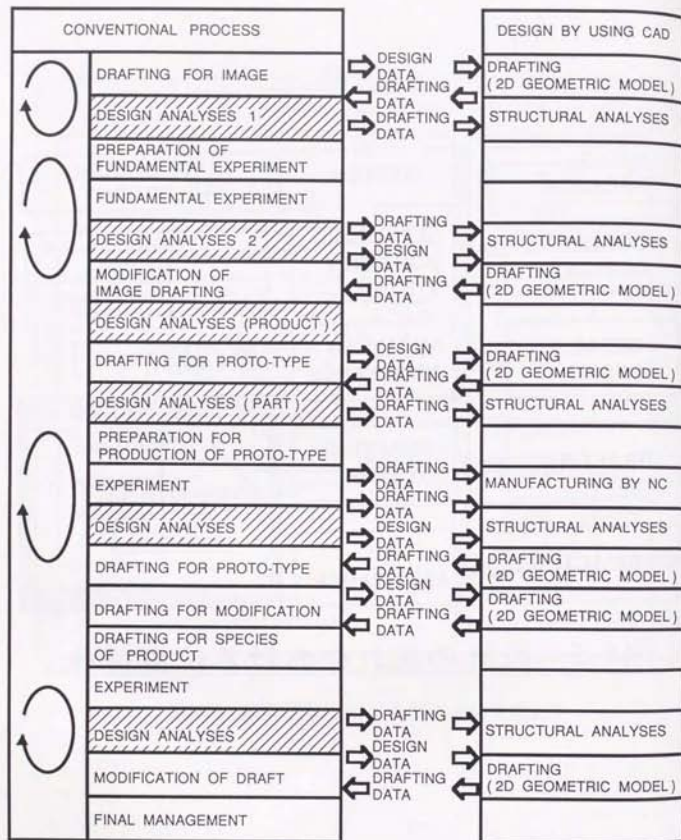 CONVENTIONAL PROCESS
DRAFTING FOR IMAGE
DESIGN ANALYSES 1
PREPARATION OF
FUNDAMENTAL EXPERIMENT
FUNDAMENTAL EXPERIMENT
DESIGN ANALYSES 2
MODIFICATION OF
IMAGE DRAFTING
DESIGN ANALYSES (PRODUCT)
DRAFTING FOR PROTO-TYPE
DESIGN ANALYSES (PART)
PREPARATION FOR
PRODUCTION OF PROTO-TYPE
EXPERIMENT
DESIGN ANALYSES
DRAFTING FOR PROTO-TYPE
DRAFTING FOR MODIFICATION
DRAFTING FOR SPECIES
OF PRODUCT
EXPERIMENT
DESIGN ANALYSES
MODIFICATION OF DRAFT
FINAL MANAGEMENT
DESIGN
DATA
DRAFTING
DATA
DRAFTING
DATA
DRAFTING
DATA
DESIGN
DATA
DRAFTING
DATA
DESIGN
DATA
DRAFTING
DATA
DRAFTING
DATA
DRAFTING
DATA
DRAFTING
DATA
DESIGN
DATA
DRAFTING
DATA
DESIGN
DATA
DRAFTING
DATA
DRAFTING
DATA
DESIGN
DATA
DRAFTING
DATA
DESIGN BY USING CAD
DRAFTING
(2D GEOMETRIC MODEL)
STRUCTURAL ANALYSES
STRUCTURAL ANALYSES
DRAFTING
(2D GEOMETRIC MODEL)
DRAFTING
(2D GEOMETRIC MODEL)
STRUCTURAL ANALYSES
MANUFACTURING BY NC
STRUCTURAL ANALYSES
DRAFTING
(2D GEOMETRIC MODEL)
DRAFTING
(2D GEOMETRIC MODEL)
STRUCTURAL ANALYSES
DRAFTING
(2D GEOMETRIC MODEL)